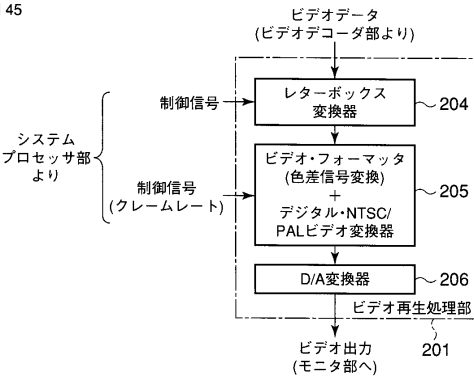 145
ビデオデータ
(ビデオデコーダ部より)
制御信号
レターボックス
変換器
204
システム
プロセッサ部
より
制御信号
(クレームレート)
ビデオ・フォーマッタ
(色差信号変換)
+
デジタル・NTSC/
PALビデオ変換器
205
D/A変換器
206
ビデオ再生処理部
201
ビデオ出力
(モニタ部へ)